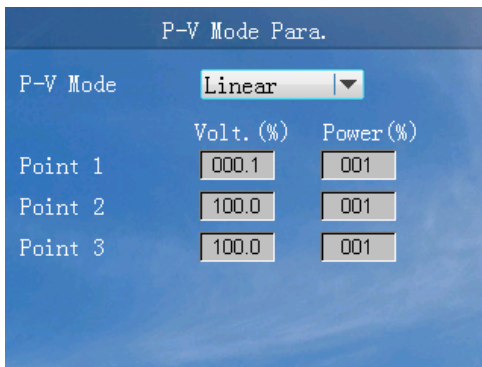 P-V Mode Para.
P-V Mode Linear
Volt.(%) Power(%)
Point 1 000.1 001
Point 2 100.0 001
Point 3 100.0 001